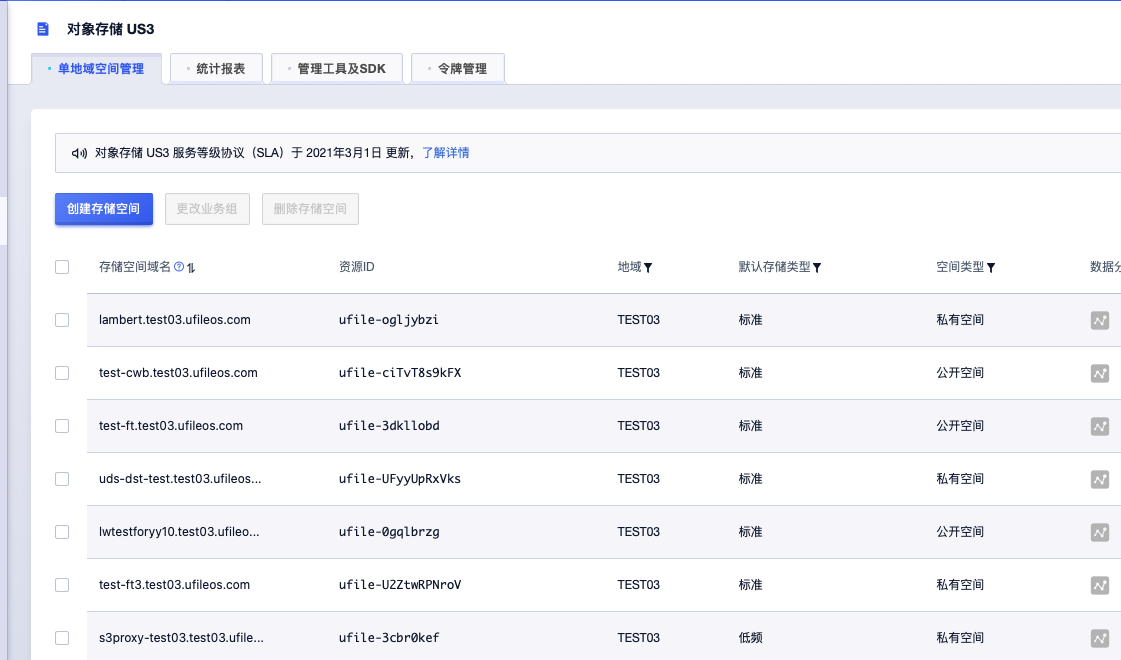 对象存储 US3
单地域空间管理 统计报表 管理工具及SDK 令牌管理
对象存储 US3 服务等级协议（SLA）于 2021年3月1日 更新，了解详情
创建存储空间 更改业务组 删除存储空间
存储空间域名 资源ID 地域 默认存储类型 空间类型 数据
lambert.test03.ufileos.com ufile-ogljybzi TEST03 标准 私有空间
test-cwb.test03.ufileos.com ufile-ciTvT8s9kFX TEST03 标准 公开空间
test-ft.test03.ufileos.com ufile-3dkllobd TEST03 标准 公开空间
uds-dst-test.test03.ufileos... ufile-UFyyUpRxVks TEST03 标准 私有空间
lwtestforyy10.test03.ufileo... ufile-0gqlbrzg TEST03 标准 公开空间
test-ft3.test03.ufileos.com ufile-UZZtwRPNroV TEST03 标准 私有空间
s3proxy-test03.test03.ufile... ufile-3cbr0kef TEST03 低频 私有空间